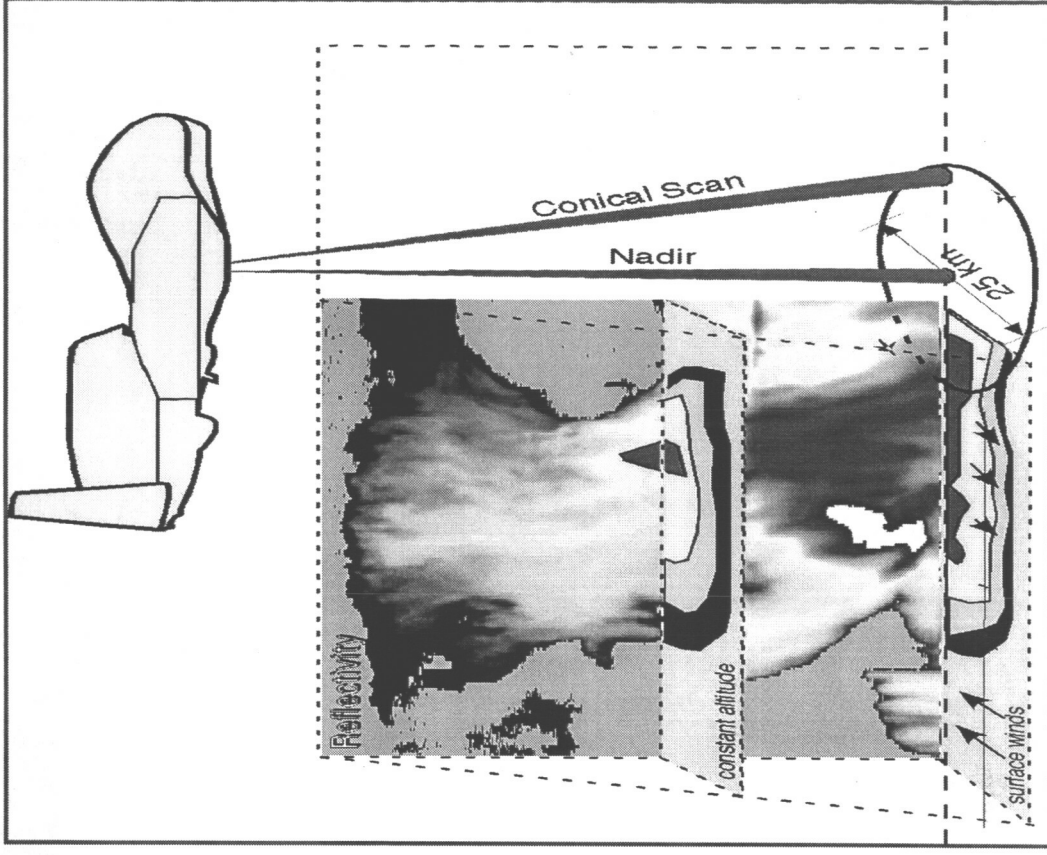 Conical Scan
Nadir
25 km
Reflectivity
constant altitude
surface winds